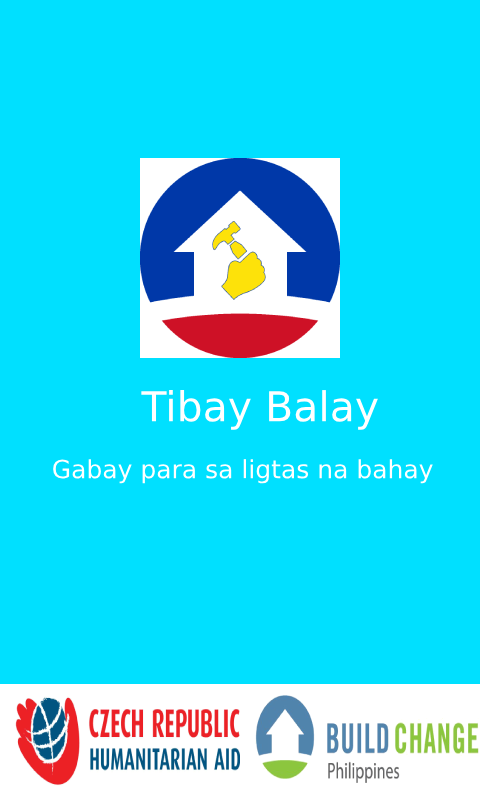 Tibay Balay
Gabay para sa ligtas na bahay
CZECH REPUBLIC
HUMANITARIAN AID
BUILD CHANGE
Philippines